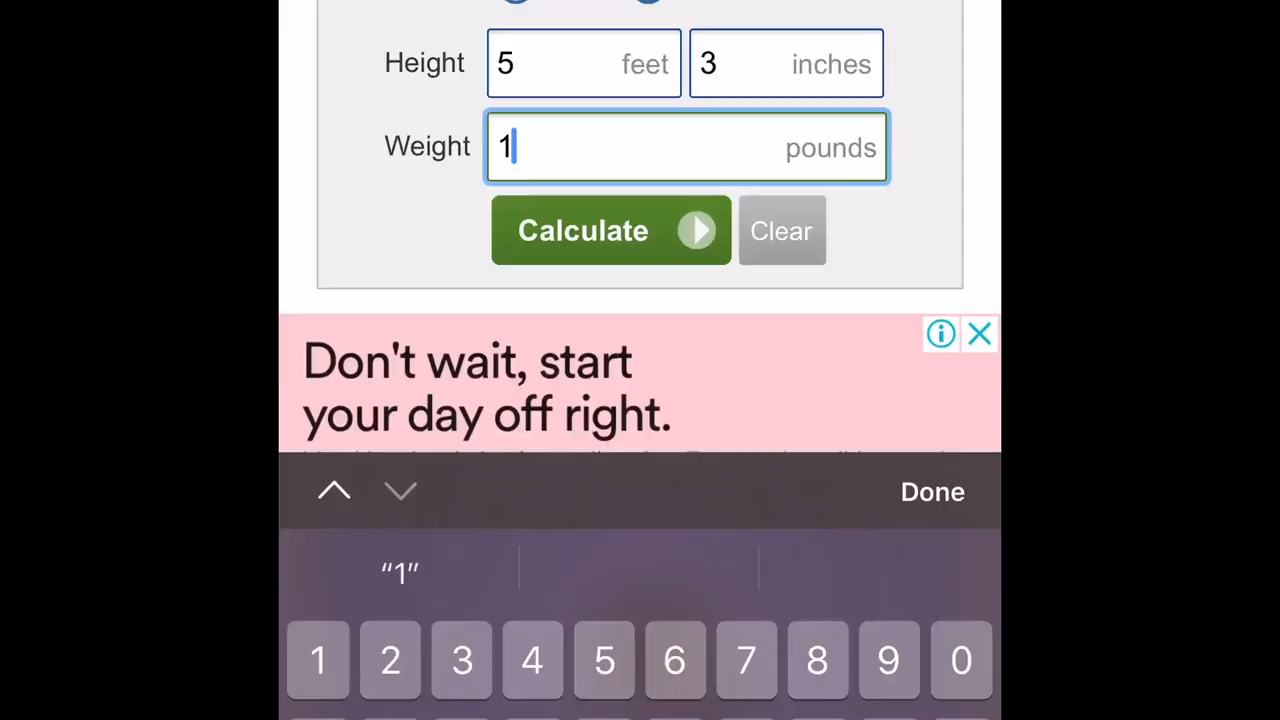 Height 5 feet 3 inches
Weight 1 pounds
Calculate Clear
Don't wait, start
your day off right.
Done
“1”
1 2 3 4 5 6 7 8 9 0